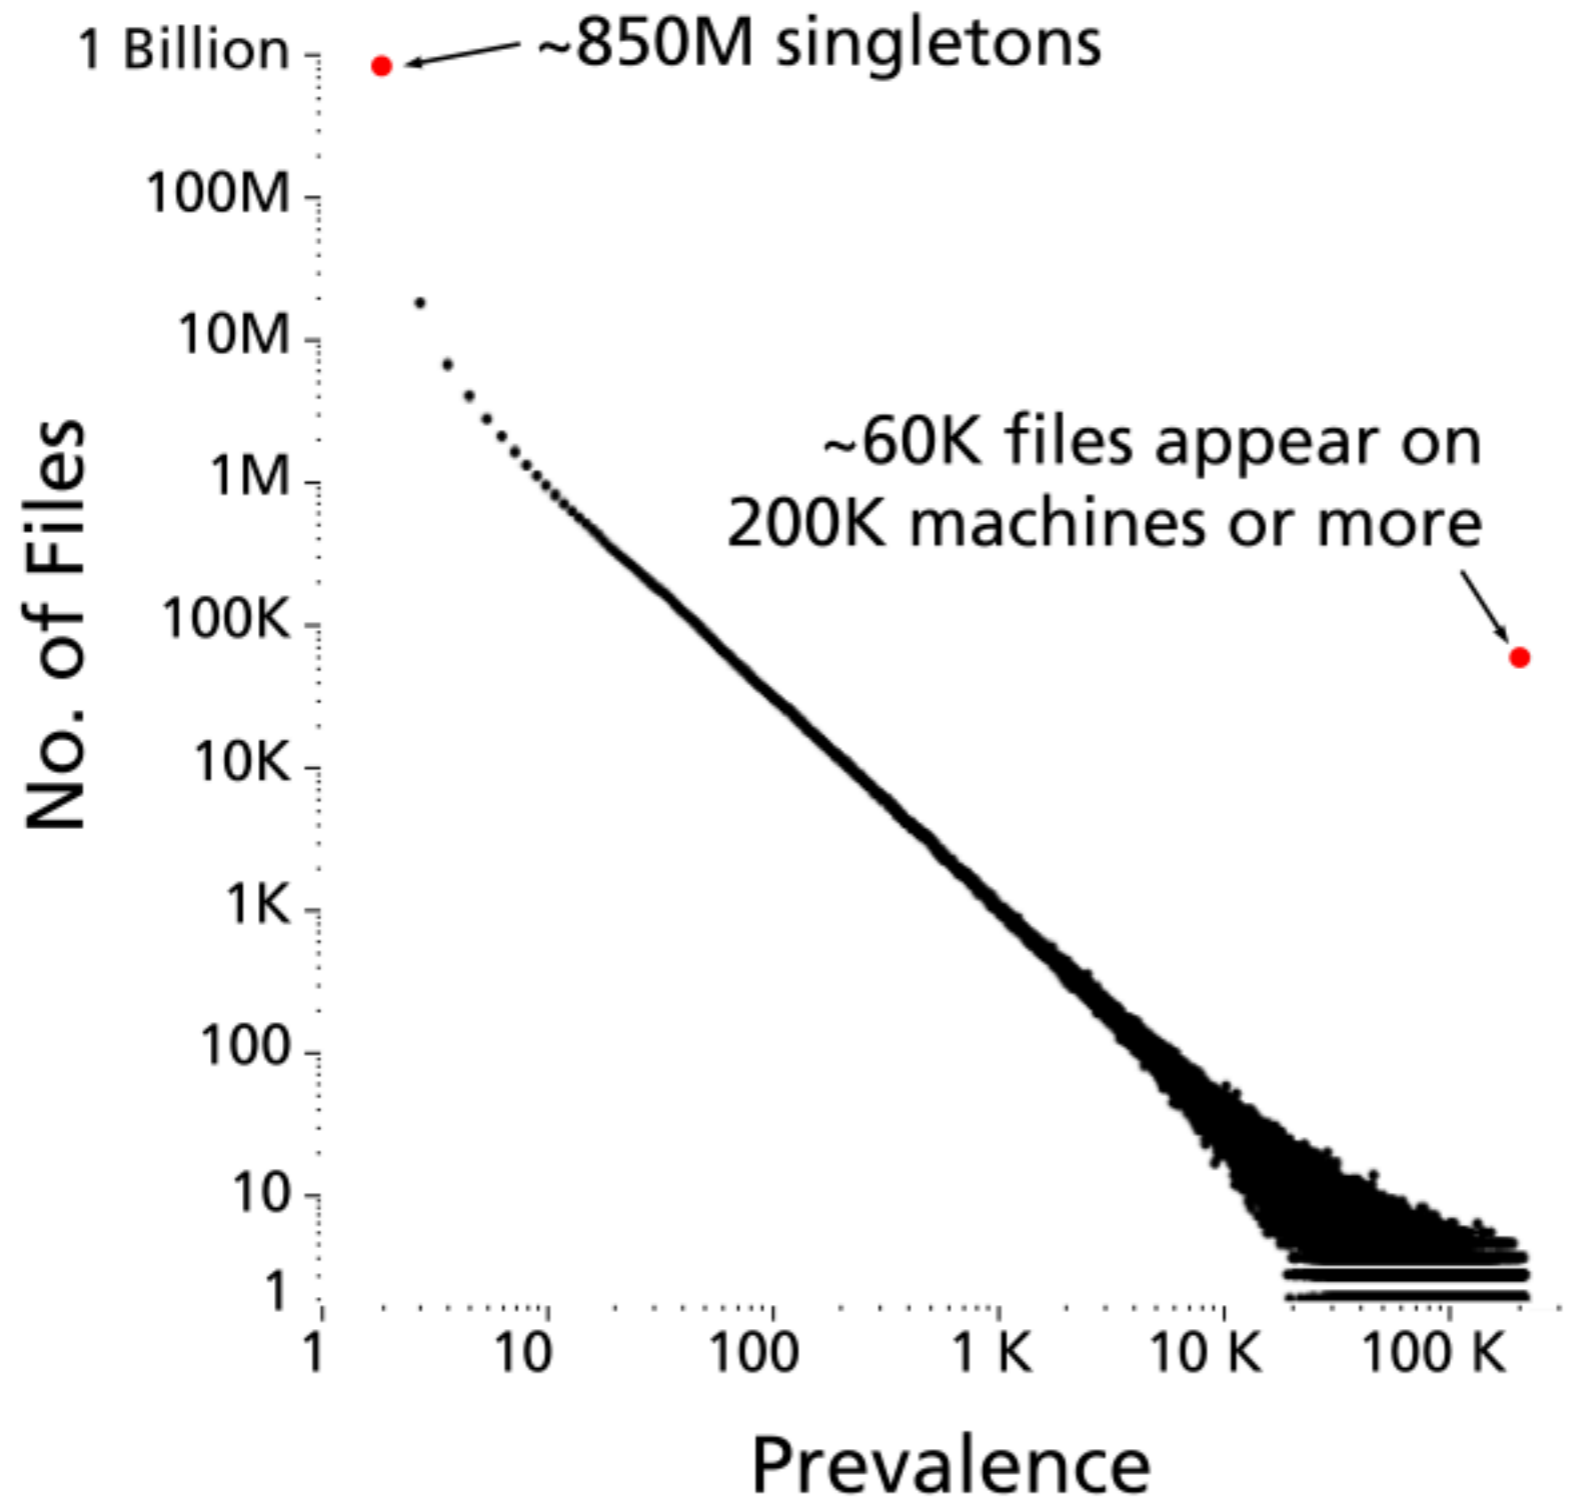 1 Billion
~850M singletons
100M
10M
~60K files appear on
200K machines or more
1M
100K
10K
1K
100
10
1
No. of Files
1 10 100 1 K 10 K 100 K
Prevalence